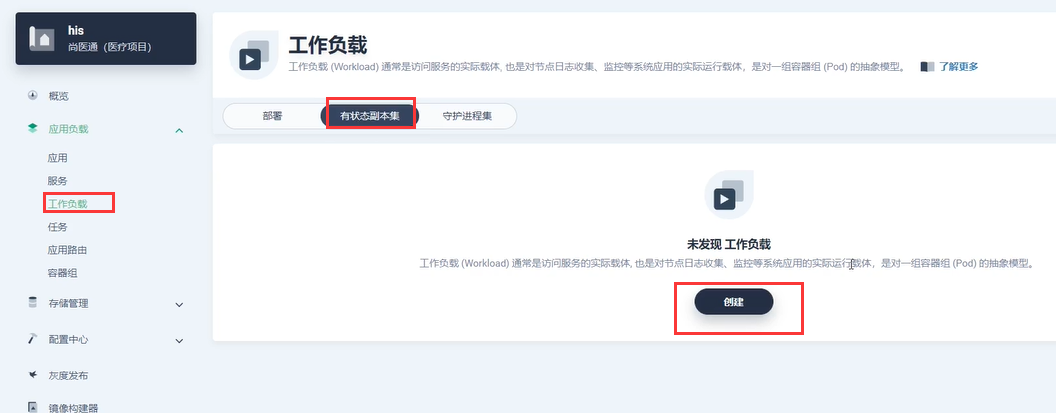 his
尚医通（医疗项目）
概览
应用负载
应用
服务
工作负载
任务
应用路由
容器组
存储管理
配置中心
灰度发布
镜像构建器
工作负载
工作负载 (Workload) 通常是访问服务的实际载体, 也是对节点日志收集、监控等系统应用的实际运行载体，是对一组容器组 (Pod) 的抽象模型。
了解更多
部署 有状态副本集 守护进程集
未发现 工作负载
工作负载 (Workload) 通常是访问服务的实际载体, 也是对节点日志收集、监控等系统应用的实际运行载体，是对一组容器组 (Pod) 的抽象模型。
创建